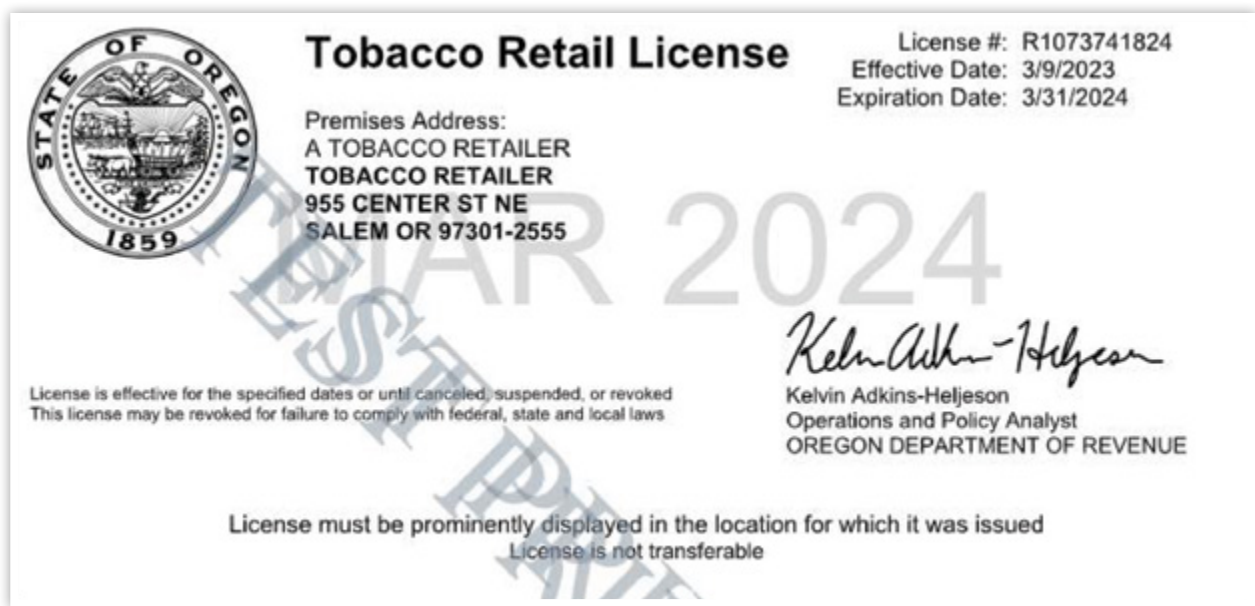 STATE OF OREGON
1859
Tobacco Retail License
License #: R1073741824
Effective Date: 3/9/2023
Expiration Date: 3/31/2024
Premises Address:
A TOBACCO RETAILER
TOBACCO RETAILER
955 CENTER ST NE
SALEM OR 97301-2555
MAR 2024
TEST PRI
Kelvin Adkins-Heljeson
Kelvin Adkins-Heljeson
Operations and Policy Analyst
OREGON DEPARTMENT OF REVENUE
License is effective for the specified dates or until canceled, suspended, or revoked
This license may be revoked for failure to comply with federal, state and local laws
License must be prominently displayed in the location for which it was issued
License is not transferable